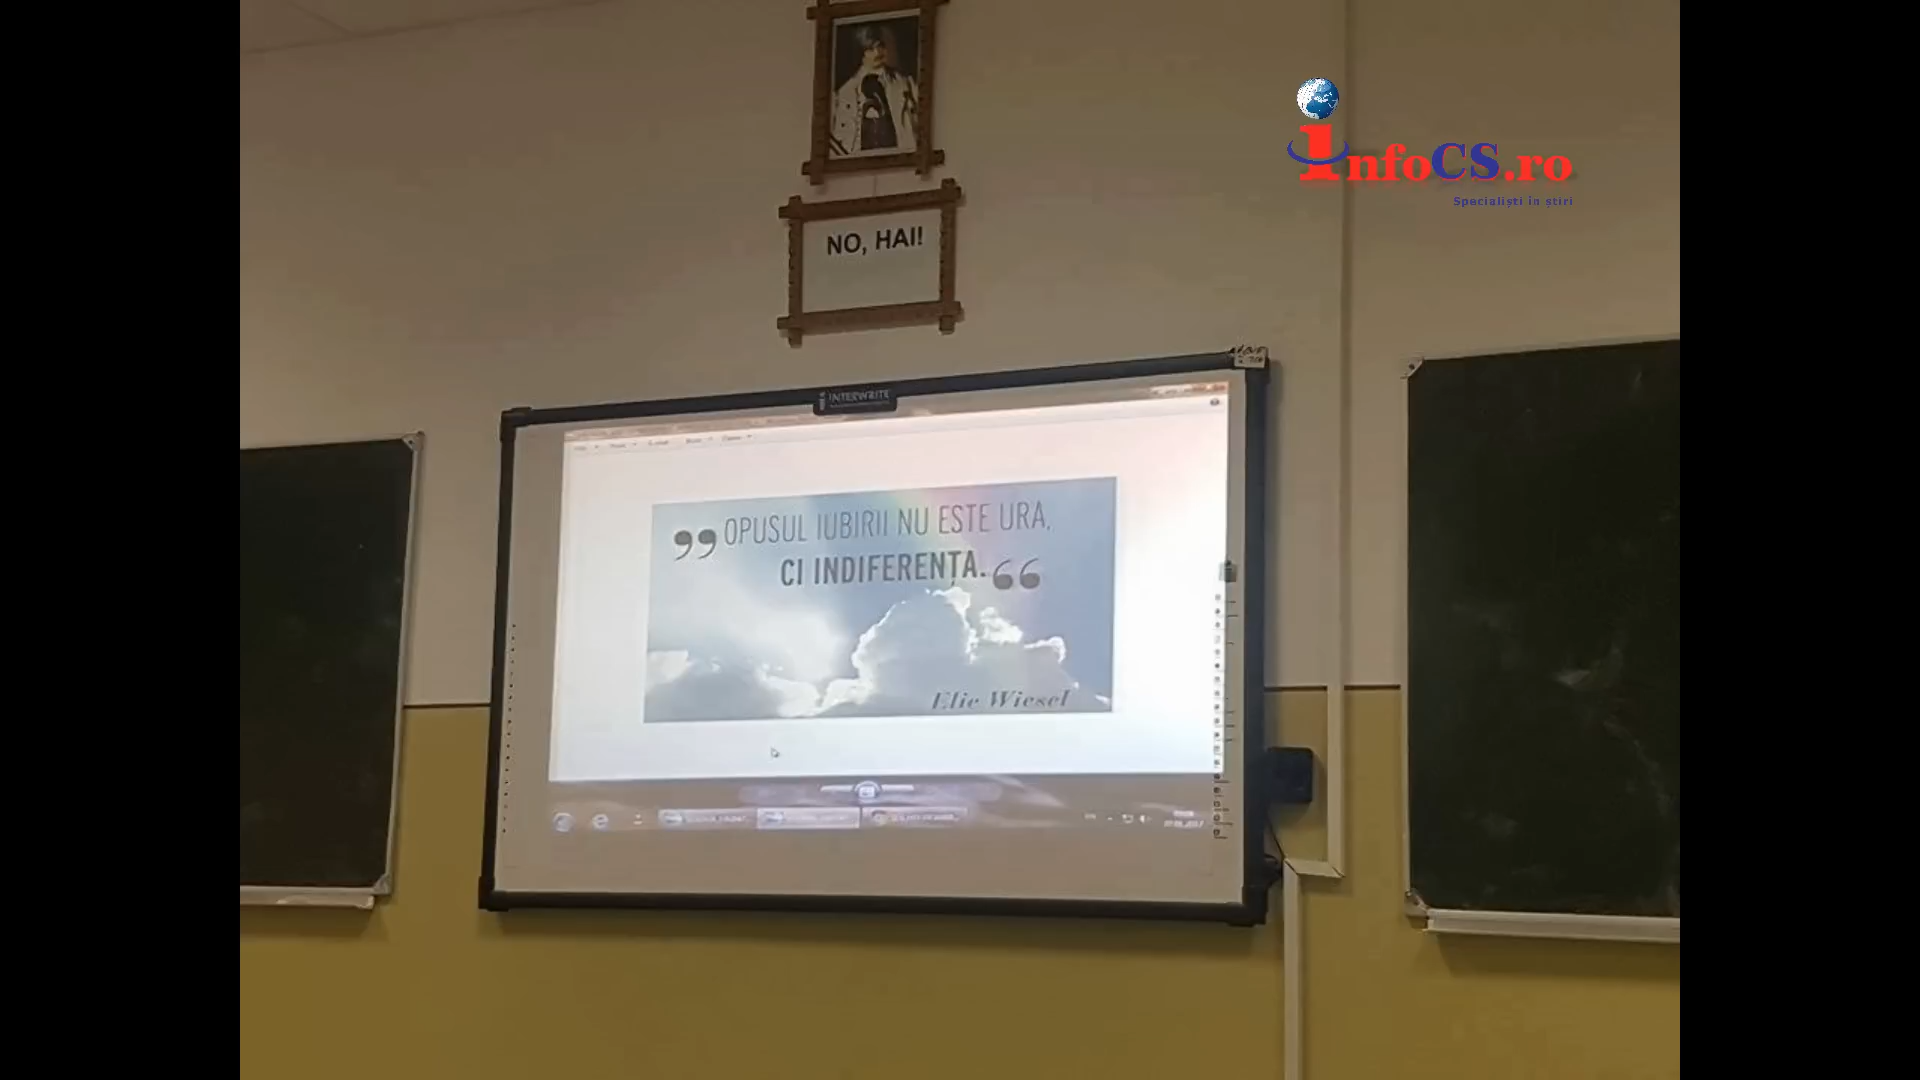 infoCS.ro
Specialiști în știri
NO, HAI!
INTERWRITE
OPUSUL IUBIRII NU ESTE URA,
CI INDIFERENȚA.
Elie Wiesel